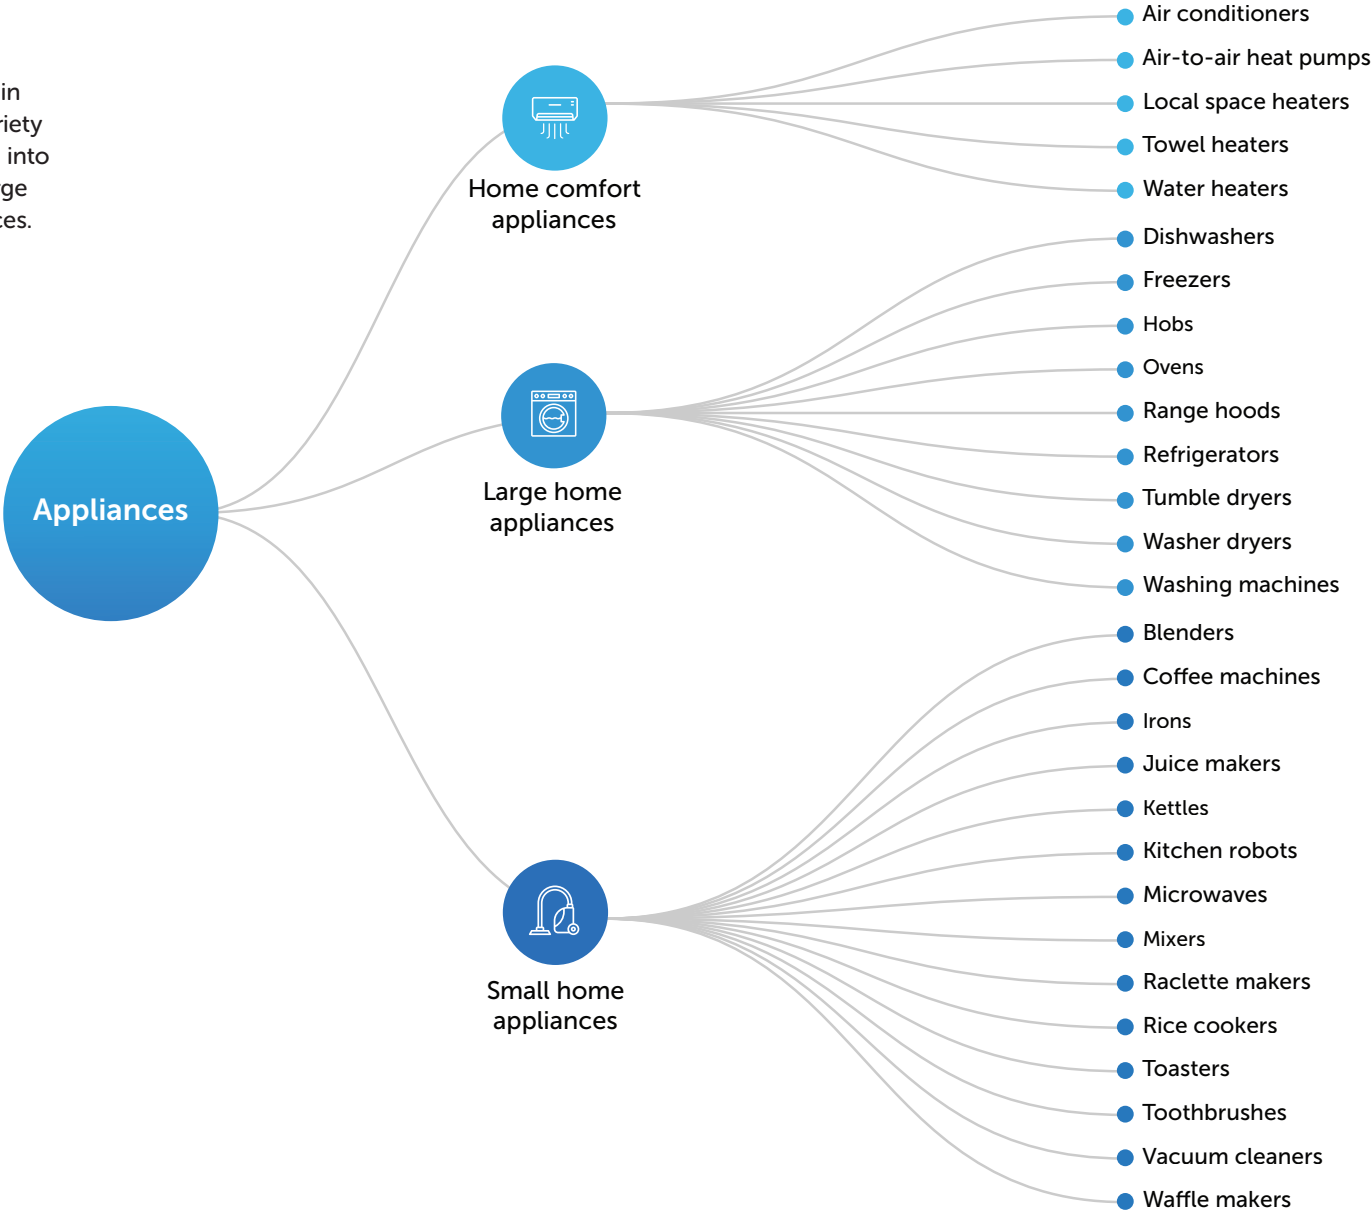 in
riety
into
rge
ces.
Appliances
Home comfort
appliances
Air conditioners
Air-to-air heat pumps
Local space heaters
Towel heaters
Water heaters
Large home
appliances
Dishwashers
Freezers
Hobs
Ovens
Range hoods
Refrigerators
Tumble dryers
Washer dryers
Washing machines
Small home
appliances
Blenders
Coffee machines
Irons
Juice makers
Kettles
Kitchen robots
Microwaves
Mixers
Raclette makers
Rice cookers
Toasters
Toothbrushes
Vacuum cleaners
Waffle makers